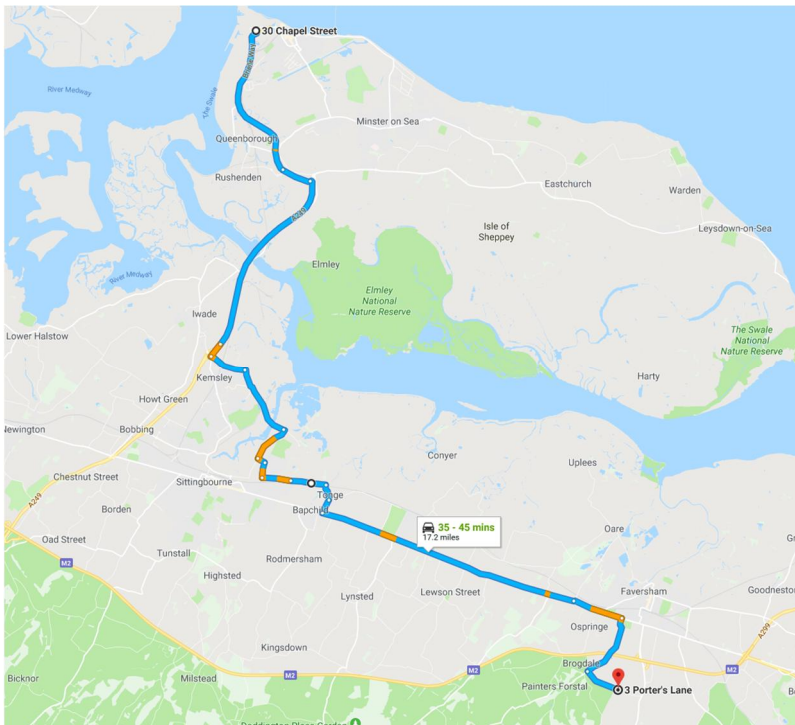 30 Chapel Street
River Medway
The Swale
Minster on Sea
Queenborough
Rushenden
Eastchurch
Warden
A249
Isle of
Sheppey
Leysdown-on-Sea
Elmley
River Medway
Elmley
National
Nature Reserve
Iwade
Lower Halstow
The Swale
National
Nature Reserve
Kemsley
Harty
Howt Green
Newington
Bobbing
Conyer
Uplees
Chestnut Street
Sittingbourne
Tonge
A249
Borden
Bapchild
35 - 45 mins
17.2 miles
Oare
Oad Street
Tunstall
M2
Rodmersham
Highsted
Lynsted
Lewson Street
Faversham
Goodneston
Ospringe
A299
Kingsdown
M2
Brogdale
M2
Bicknor
Milstead
Painters Forstal
3 Porter's Lane